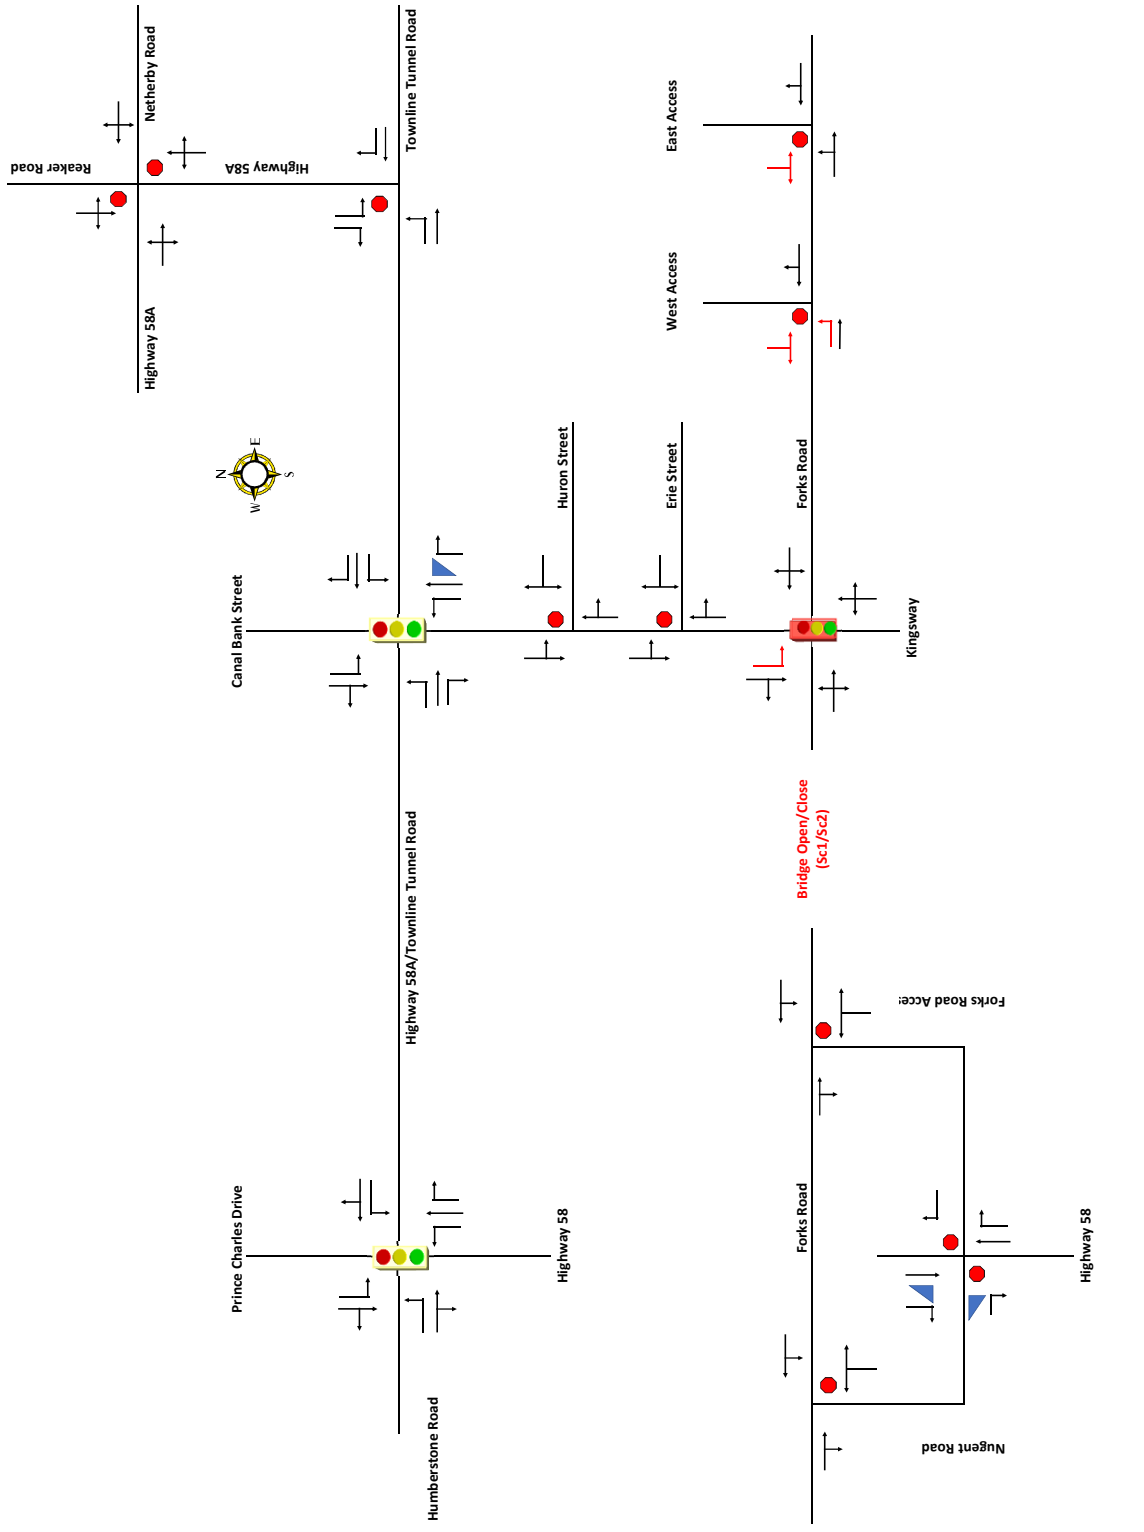 Reaker Road
Netherby Road
Highway 58A
Highway 58A
Townline Tunnel Road
East Access
West Access
N
E
S
W
Huron Street
Erie Street
Forks Road
Canal Bank Street
Kingsway
Highway 58A/Townline Tunnel Road
Bridge Open/Close
(Sc1/Sc2)
Forks Road Acces
Prince Charles Drive
Highway 58
Forks Road
Highway 58
Humberstone Road
Nugent Road